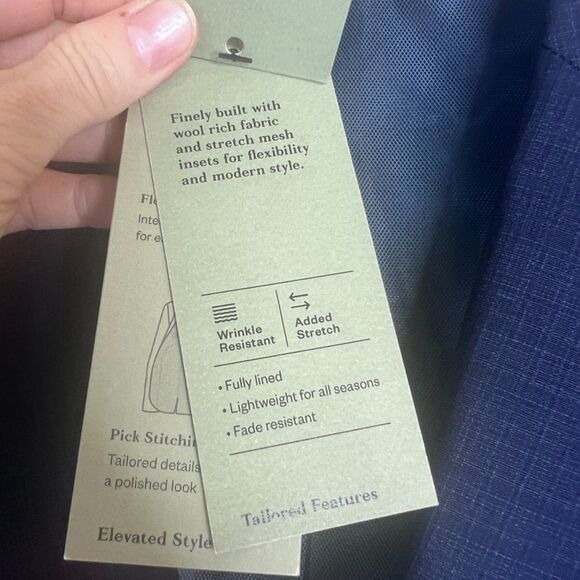 Finely built with
wool rich fabric
and stretch mesh
insets for flexibility
and modern style.
Wrinkle
Resistant
Added
Stretch
• Fully lined
• Lightweight for all seasons
• Fade resistant
Tailored Features
for
Pick
Tailored details
a polished look
Elevated Style